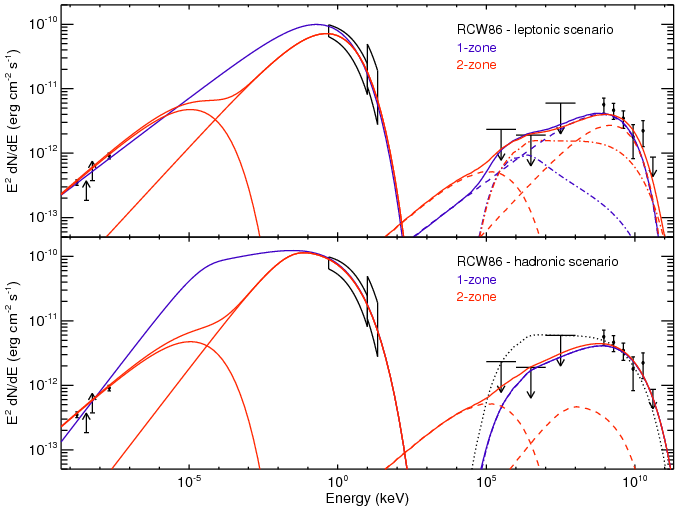 10⁻¹⁰
RCW86 - leptonic scenario
1-zone
2-zone
10⁻¹¹
10⁻¹²
10⁻¹³
E² dN/dE (erg cm⁻² s⁻¹)
10⁻¹⁰
RCW86 - hadronic scenario
1-zone
2-zone
10⁻¹¹
10⁻¹²
10⁻¹³
E² dN/dE (erg cm⁻² s⁻¹)
10⁻⁵ 10⁰ 10⁵ 10¹⁰
Energy (keV)